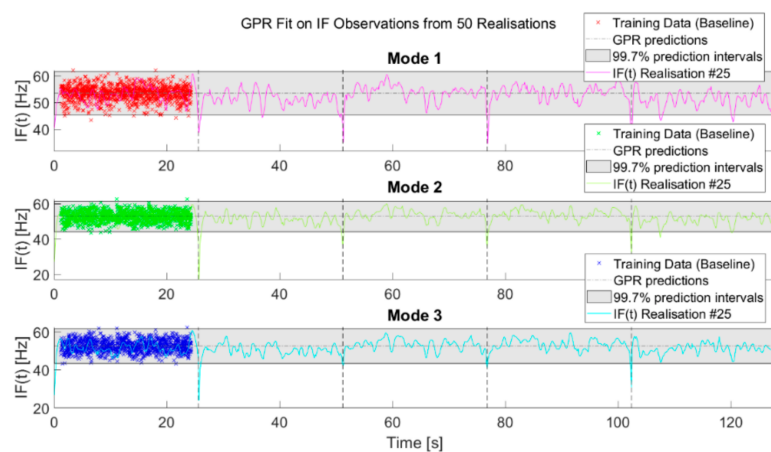 GPR Fit on IF Observations from 50 Realisations
Training Data (Baseline)
GPR predictions
99.7% prediction intervals
IF(t) Realisation #25
Mode 1
IF(t) [Hz]
60
50
40
0
20
40
60
80
Training Data (Baseline)
GPR predictions
99.7% prediction intervals
IF(t) Realisation #25
Mode 2
IF(t) [Hz]
60
40
20
0
20
40
60
80
Training Data (Baseline)
GPR predictions
99.7% prediction intervals
IF(t) Realisation #25
Mode 3
IF(t) [Hz]
60
40
20
0
20
40
60
80
100
120
Time [s]